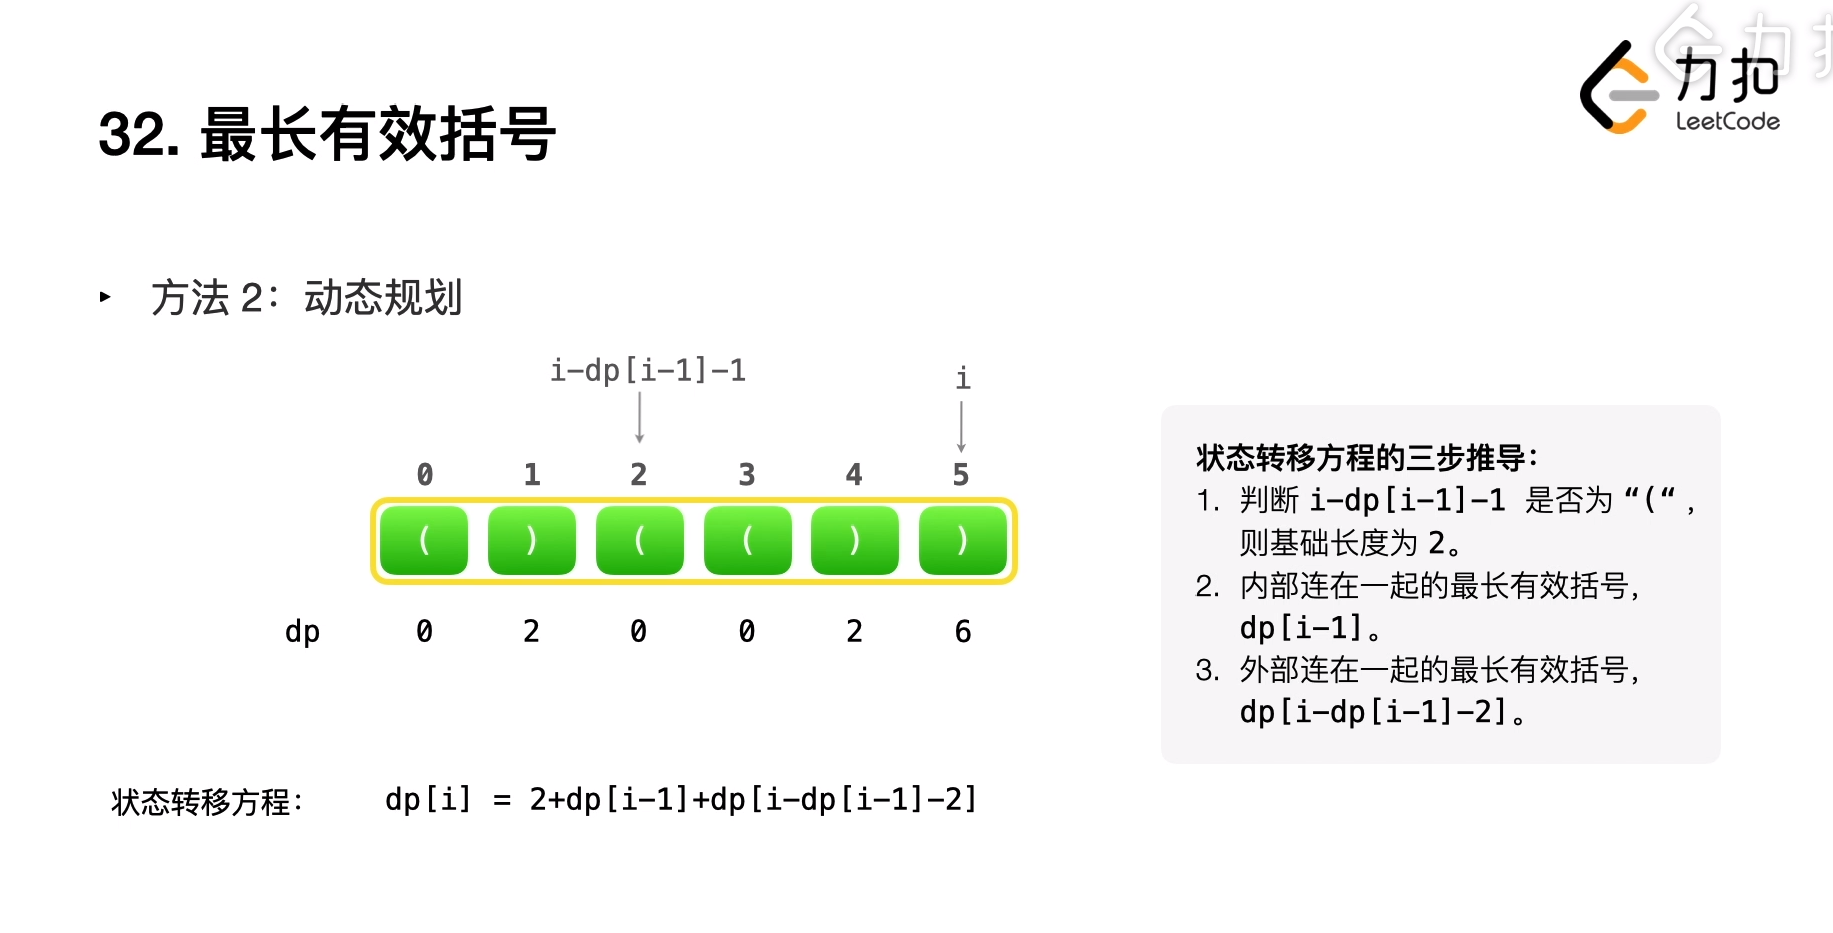 力扣
力扣
LeetCode
32. 最长有效括号
▸ 方法 2：动态规划
i-dp[i-1]-1 i
0 1 2 3 4 5
( ) ( ( ) )
dp 0 2 0 0 2 6
状态转移方程： dp[i] = 2+dp[i-1]+dp[i-dp[i-1]-2]
状态转移方程的三步推导：
1. 判断 i-dp[i-1]-1 是否为 “(“ ，
则基础长度为 2。
2. 内部连在一起的最长有效括号，
dp[i-1]。
3. 外部连在一起的最长有效括号，
dp[i-dp[i-1]-2]。